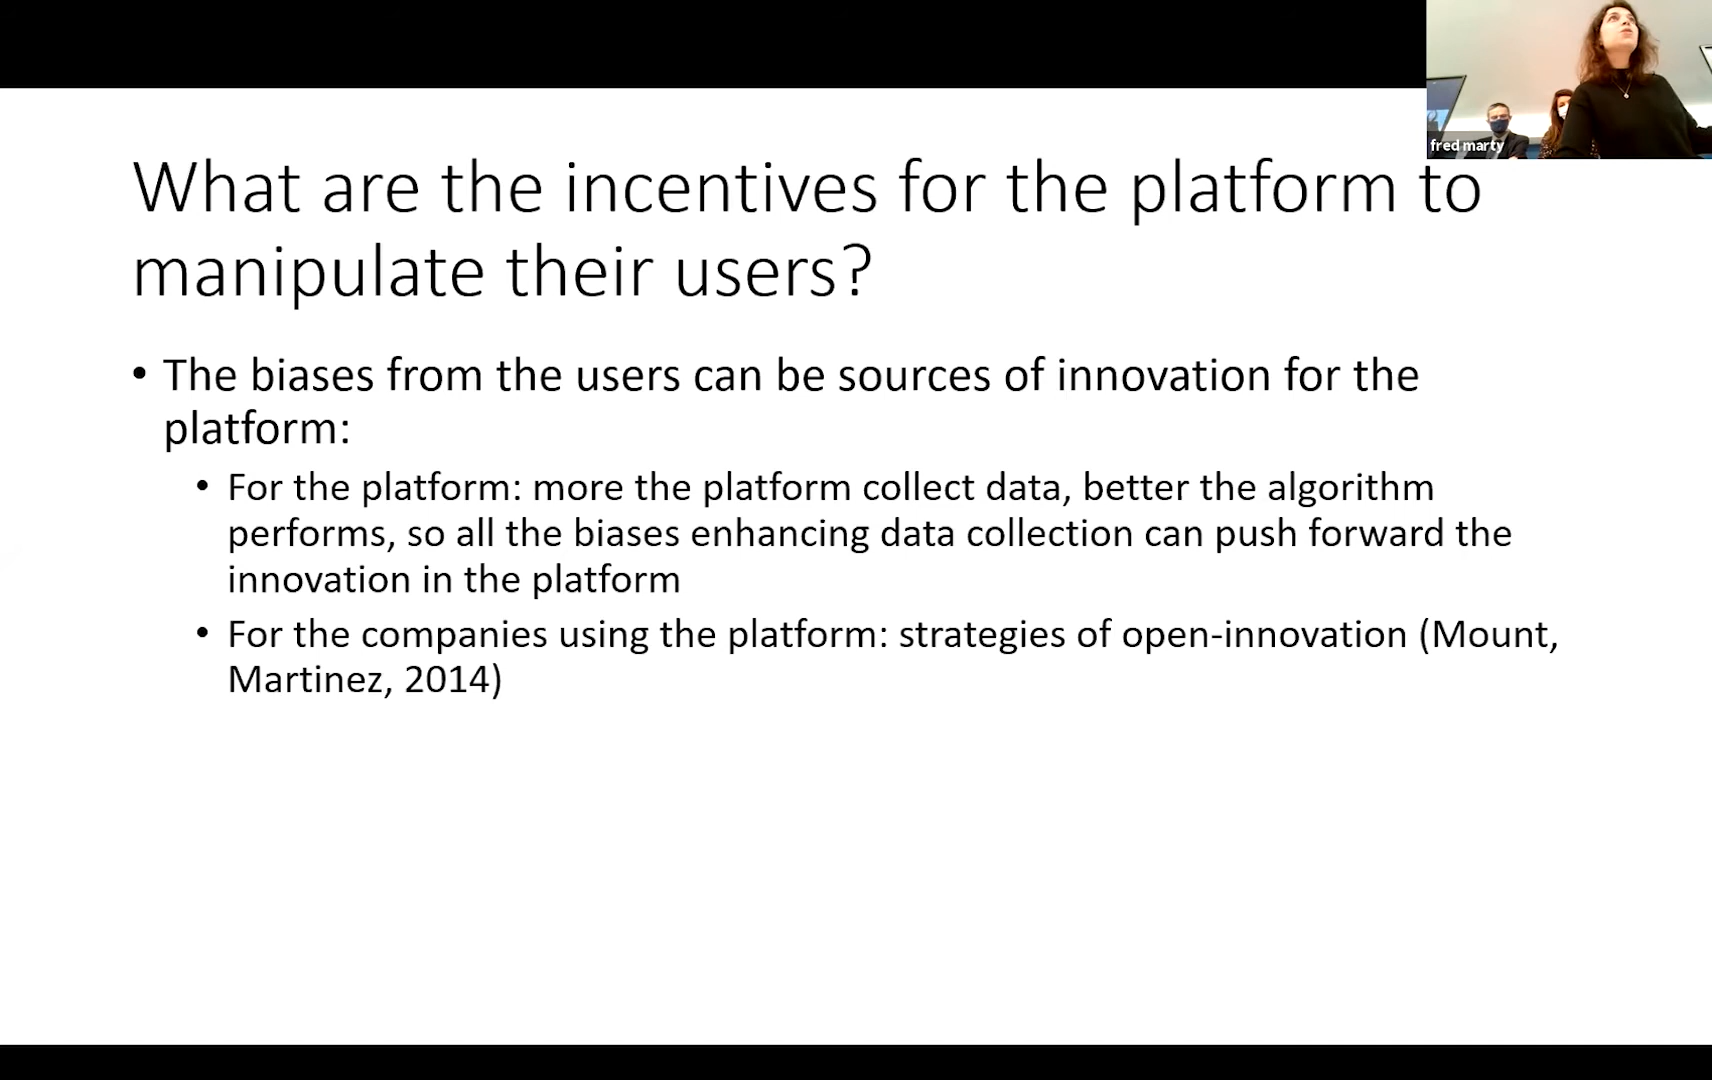 fred marty
What are the incentives for the platform to
manipulate their users?
• The biases from the users can be sources of innovation for the
platform:
• For the platform: more the platform collect data, better the algorithm
performs, so all the biases enhancing data collection can push forward the
innovation in the platform
• For the companies using the platform: strategies of open-innovation (Mount,
Martinez, 2014)